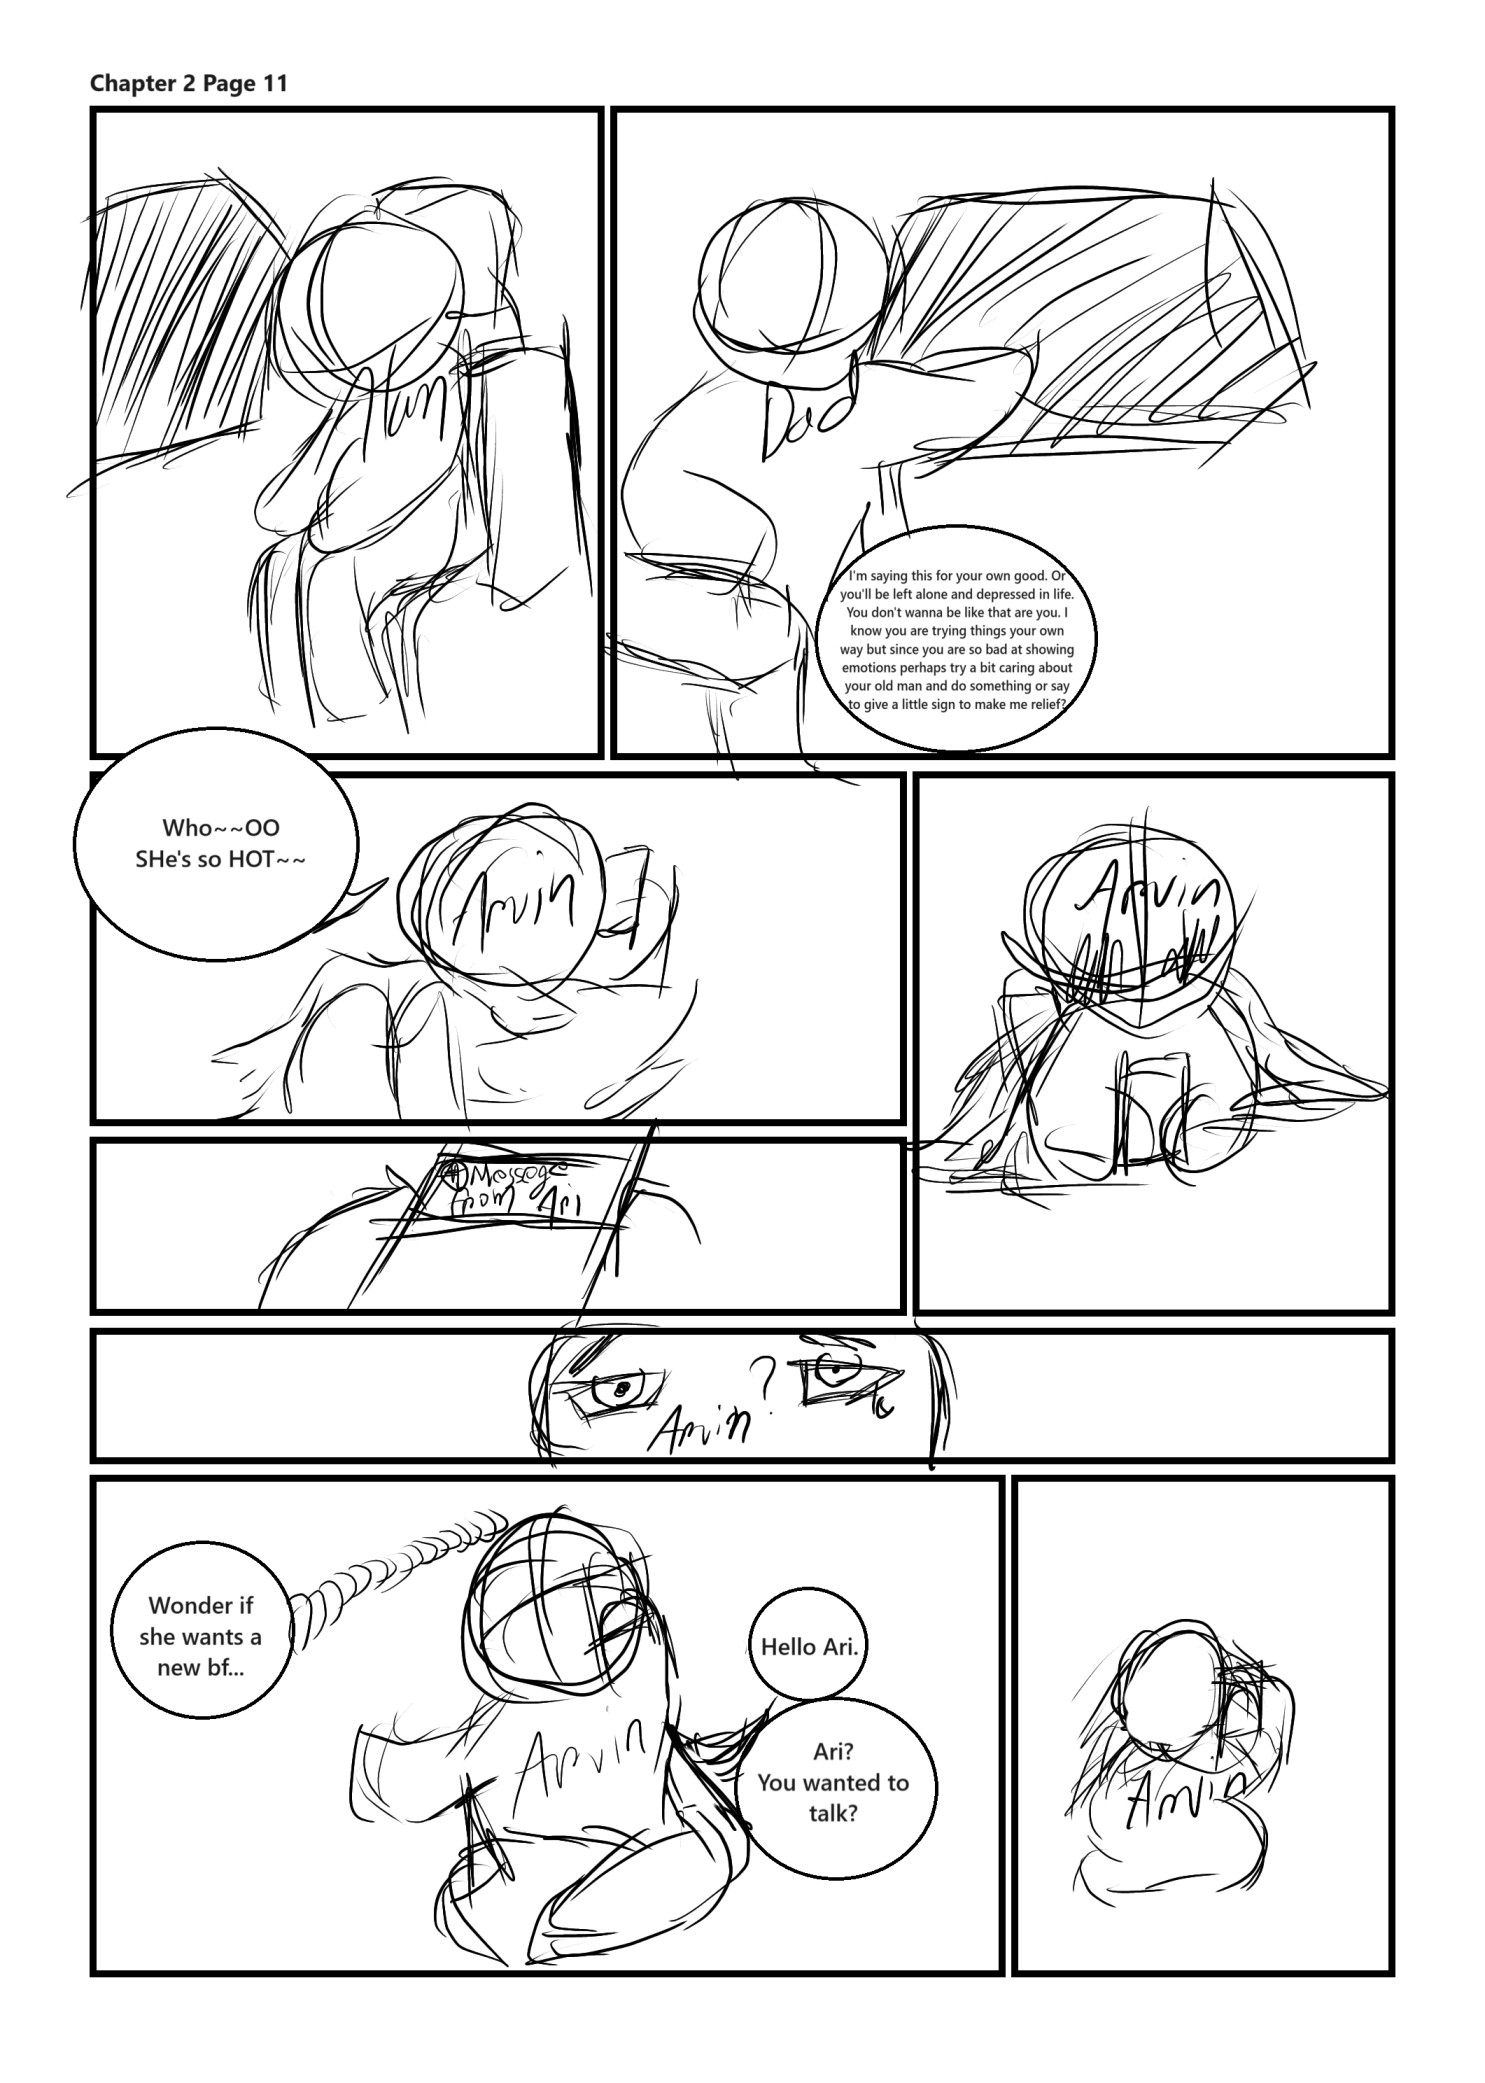 Chapter 2 Page 11
Dad
I'm saying this for your own good. Or
you'll be left alone and depressed in life.
You don't wanna be like that are you. I
know you are trying things your own
way but since you are so bad at showing
emotions perhaps try a bit caring about
your old man and do something or say
to give a little sign to make me relief?
Who~~OO
SHe's so HOT~~
Arvin
Arvin
Message
from Ari
?
Arvin
Wonder if
she wants a
new bf...
Arvin
Hello Ari.
Ari?
You wanted to
talk?
Arvin